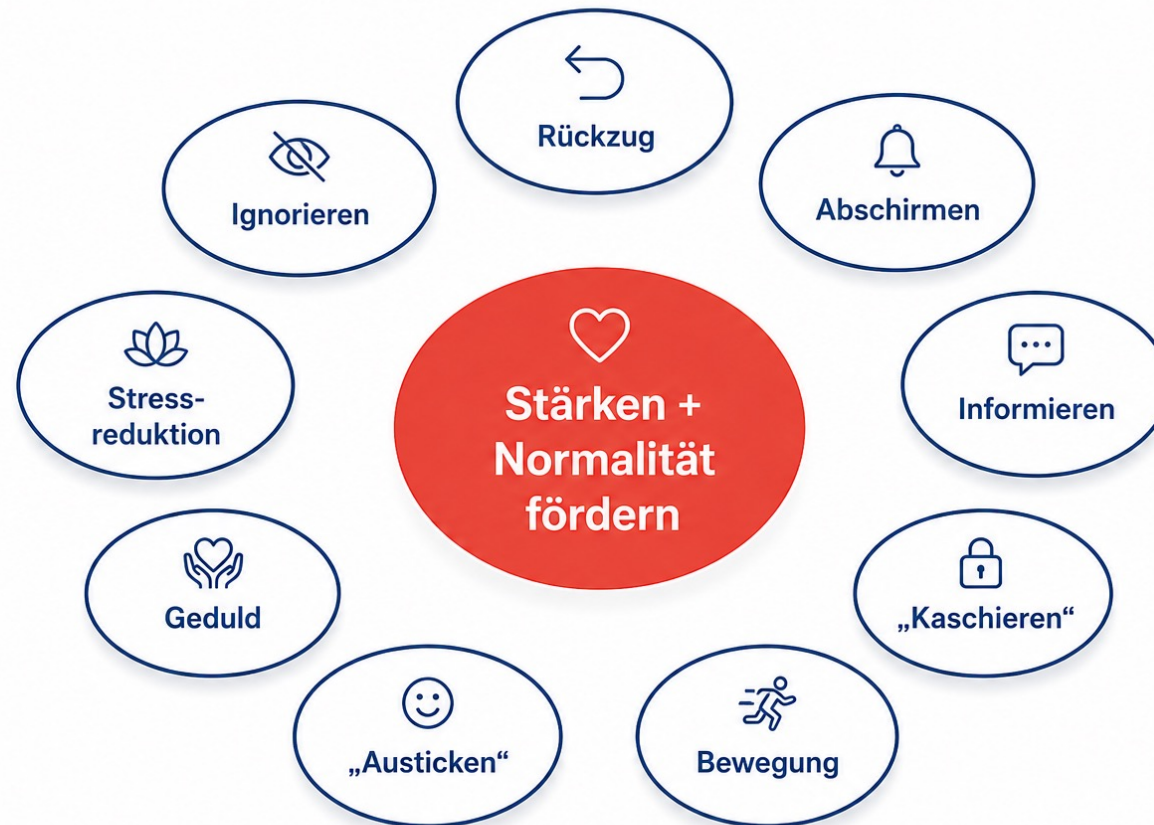 Rückzug
Ignorieren
Abschirmen
Stress-
reduktion
Stärken +
Normalität
fördern
Informieren
Geduld
„Kaschieren“
„Austicken“
Bewegung